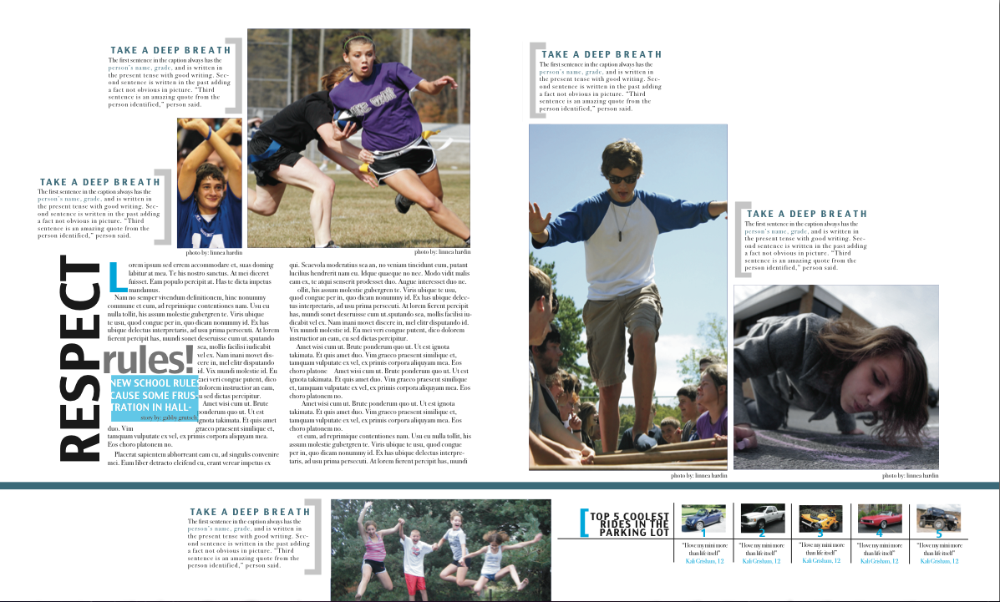 TAKE A DEEP BREATH
The first sentence in the caption always has the
person's name, grade, and is written in
the present tense with good writing. Sec-
ond sentence is written in the past adding
a fact not obvious in picture. "Third
sentence is an amazing quote from the
person identified," person said.
TAKE A DEEP BREATH
The first sentence in the caption always has the
person's name, grade, and is written in
the present tense with good writing. Sec-
ond sentence is written in the past adding
a fact not obvious in picture. "Third
sentence is an amazing quote from the
person identified," person said.
photo by: linnea hardin
photo by: linnea hardin
RESPECT
rules!
NEW SCHOOL RULES
CAUSE SOME FRUS-
TRATION IN HALL-
story by: gabby grutsch
Lorem ipsum sed errem accommodare et, suas doming
labitur at mea. Te his nostro sanctus. At mei diceret
fuisset. Eam populo percipit at. Has te dicta impetus
mandamus.
Nam no semper vivendum definitionem, hinc nonummy
commune et cum, ad reprimique contentiones nam. Usu eu
nulla tollit, his assum molestie gubergren te. Viris ubique
te usu, quod congue per in, quo dicam nonummy id. Ex has
ubique delectus interpretaris, ad usu prima persecuti. At lorem
fierent percipit has, mundi sonet deseruisse cum ut.sputando
sea, mollis facilisi iudicabit
vel ex. Nam inani movet dis-
cere in, mel elitr disputando
id. Vix mundi molestie id. Eu
mei veri congue putent, dico
dolorem instructior an eam,
eu sed dictas percipitur.
Amet wisi cum ut. Brute
ponderum quo ut. Ut est
ignota takimata. Et quis amet
duo. Vim graeco praesent similique et,
tamquam vulputate ex vel, ex primis corpora aliquyam mea.
Eos choro platonem no.
Placerat sapientem abhorreant eam cu, ad singulis convenire
mei. Eum liber detracto eleifend cu, erant verear impetus ex
qui. Scaevola moderatius sea an, no veniam tincidunt cum, putant
lucilius hendrerit nam eu. Idque quaeque no nec. Modo vidit malis
eam ex, te atqui senserit prodesset duo. Augue interesset duo ne.
ollit, his assum molestie gubergren te. Viris ubique te usu,
quod congue per in, quo dicam nonummy id. Ex has ubique delec-
tus interpretaris, ad usu prima persecuti. At lorem fierent percipit
has, mundi sonet deseruisse cum ut.sputando sea, mollis facilisi iu-
dicabit vel ex. Nam inani movet discere in, mel elitr disputando id.
Vix mundi molestie id. Eu mei veri congue putent, dico dolorem
instructior an eam, eu sed dictas percipitur.
Amet wisi cum ut. Brute ponderum quo ut. Ut est ignota
takimata. Et quis amet duo. Vim graeco praesent similique et,
tamquam vulputate ex vel, ex primis corpora aliquyam mea. Eos
choro platone Amet wisi cum ut. Brute ponderum quo ut. Ut est
ignota takimata. Et quis amet duo. Vim graeco praesent similique
et, tamquam vulputate ex vel, ex primis corpora aliquyam mea. Eos
choro platonem no.
Amet wisi cum ut. Brute ponderum quo ut. Ut est ignota
takimata. Et quis amet duo. Vim graeco praesent similique et,
tamquam vulputate ex vel, ex primis corpora aliquyam mea. Eos
choro platonem no.
et cum, ad reprimique contentiones nam. Usu eu nulla tollit, his
assum molestie gubergren te. Viris ubique te usu, quod congue
per in, quo dicam nonummy id. Ex has ubique delectus interpre-
taris, ad usu prima persecuti. At lorem fierent percipit has, mundi
TAKE A DEEP BREATH
The first sentence in the caption always has the
person's name, grade, and is written in
the present tense with good writing. Sec-
ond sentence is written in the past adding
a fact not obvious in picture. "Third
sentence is an amazing quote from the
person identified," person said.
photo by: linnea hardin
TAKE A DEEP BREATH
The first sentence in the caption always has the
person's name, grade, and is written in
the present tense with good writing. Sec-
ond sentence is written in the past adding
a fact not obvious in picture. "Third
sentence is an amazing quote from the
person identified," person said.
photo by: linnea hardin
TAKE A DEEP BREATH
The first sentence in the caption always has the
person's name, grade, and is written in
the present tense with good writing. Sec-
ond sentence is written in the past adding
a fact not obvious in picture. "Third
sentence is an amazing quote from the
person identified," person said.
TOP 5 COOLEST
RIDES IN THE
PARKING LOT
1
"I love my mini more
than life itself"
Kali Grisham, 12
2
"I love my mini more
than life itself"
Kali Grisham, 12
3
"I love my mini more
than life itself"
Kali Grisham, 12
4
"I love my mini more
than life itself"
Kali Grisham, 12
5
"I love my mini more
than life itself"
Kali Grisham, 12